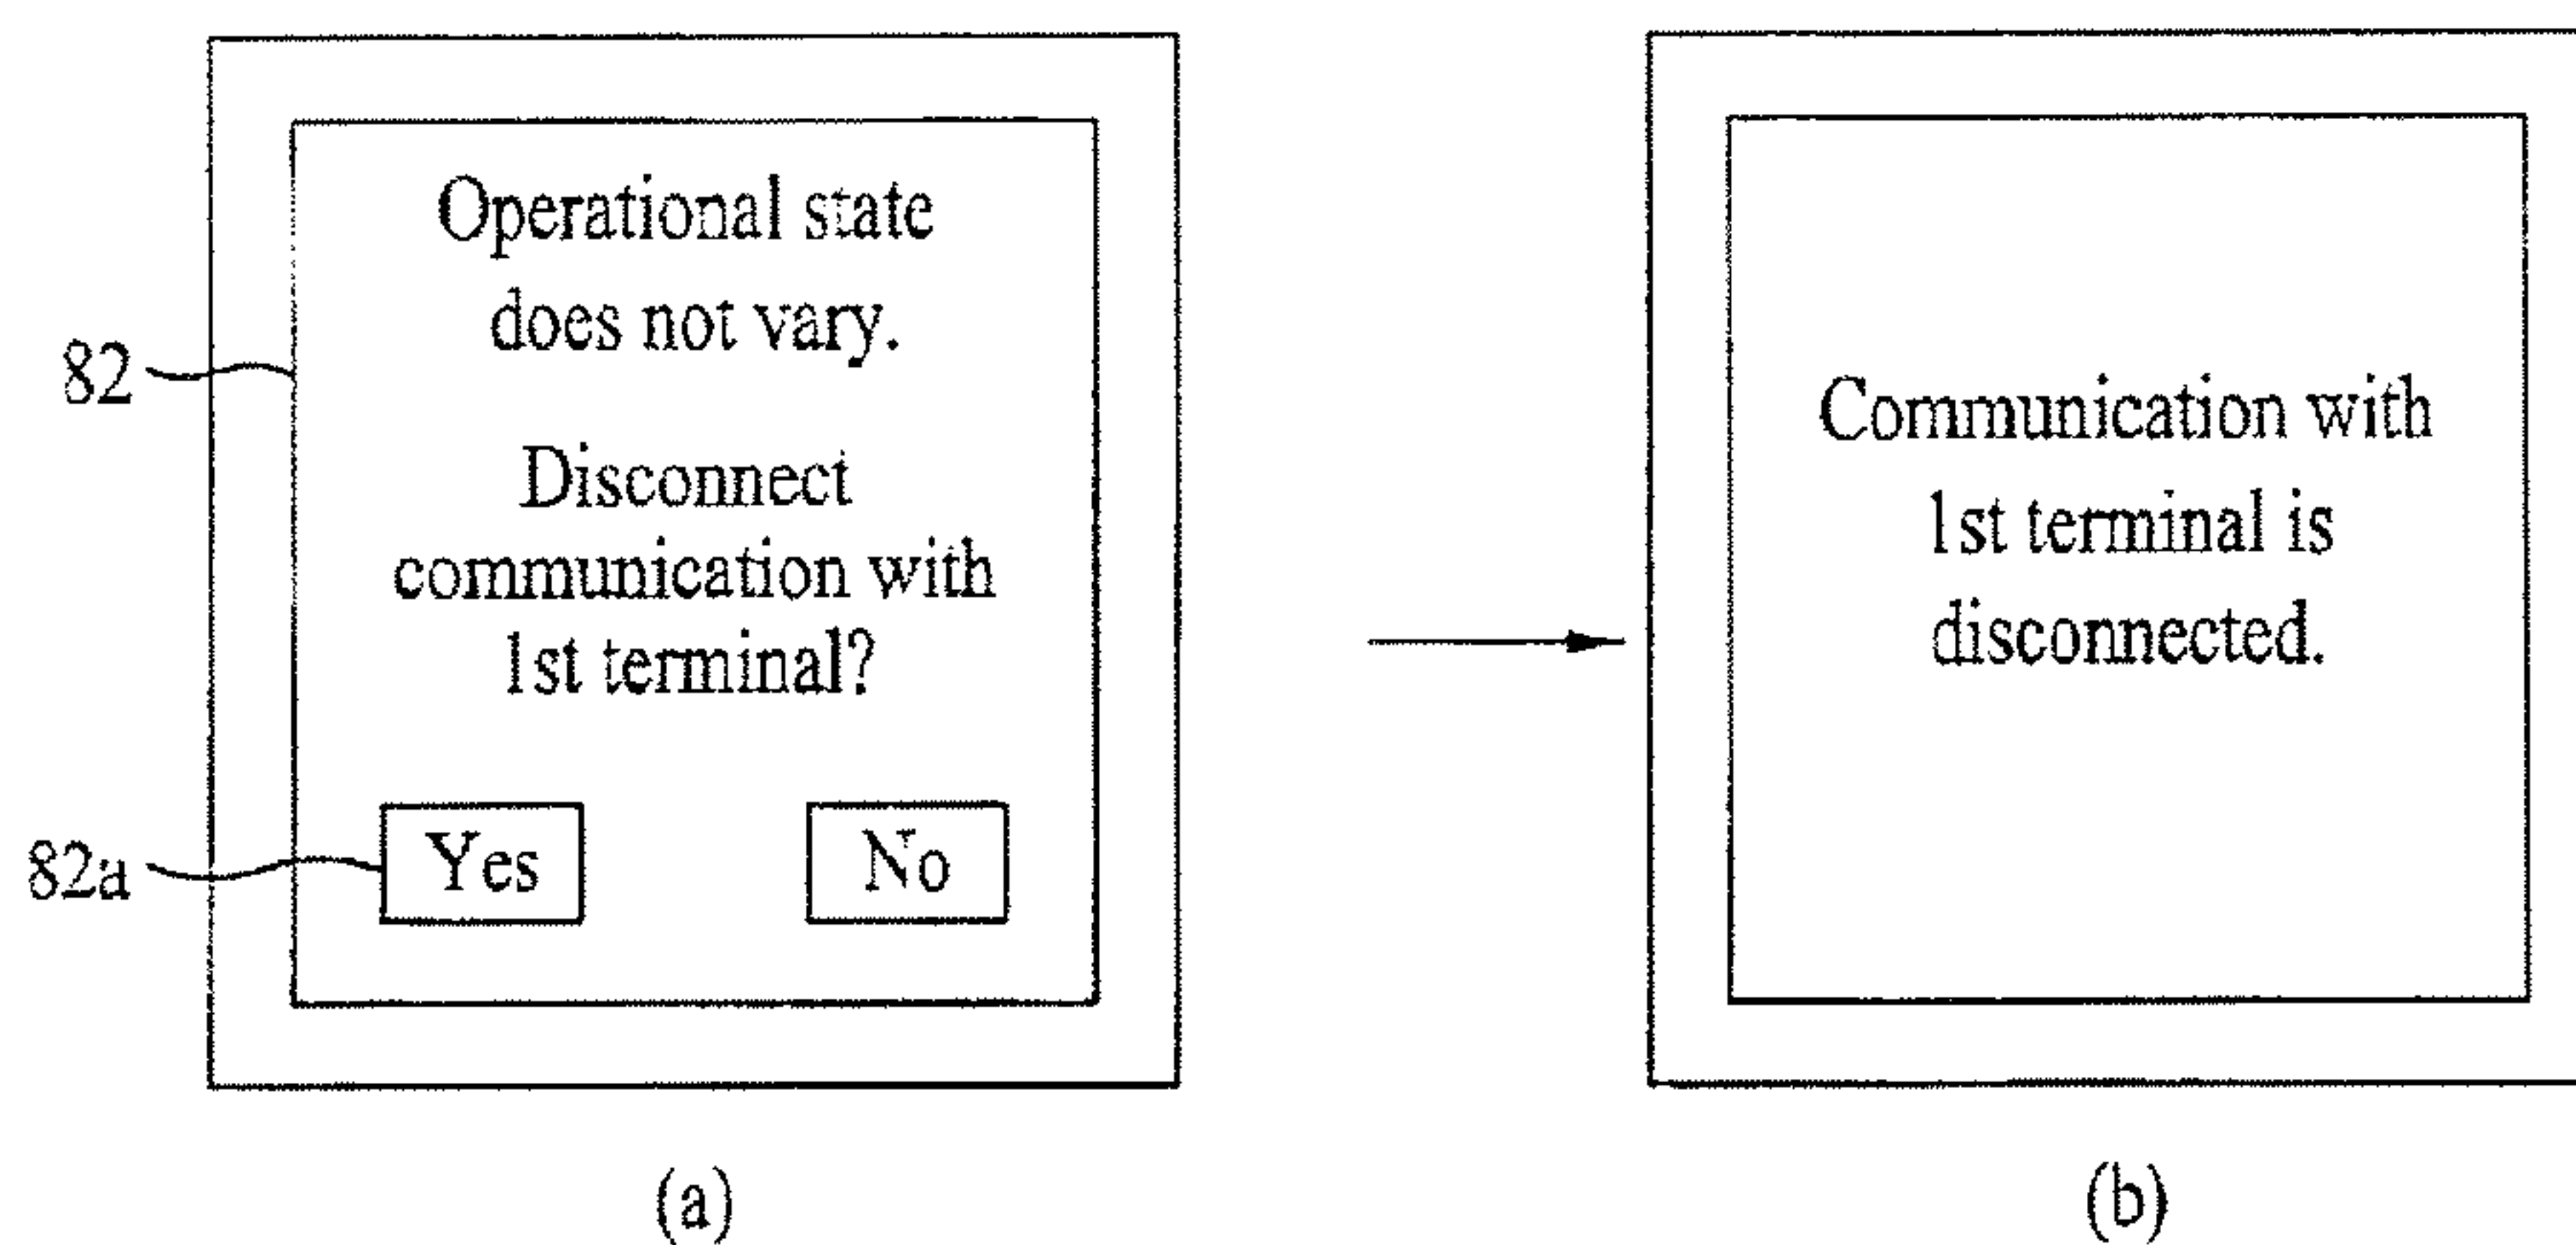 Operational state
does not vary.
82
Disconnect
communication with
1st terminal?
82a
Yes
No
(a)
Communication with
1st terminal is
disconnected.
(b)